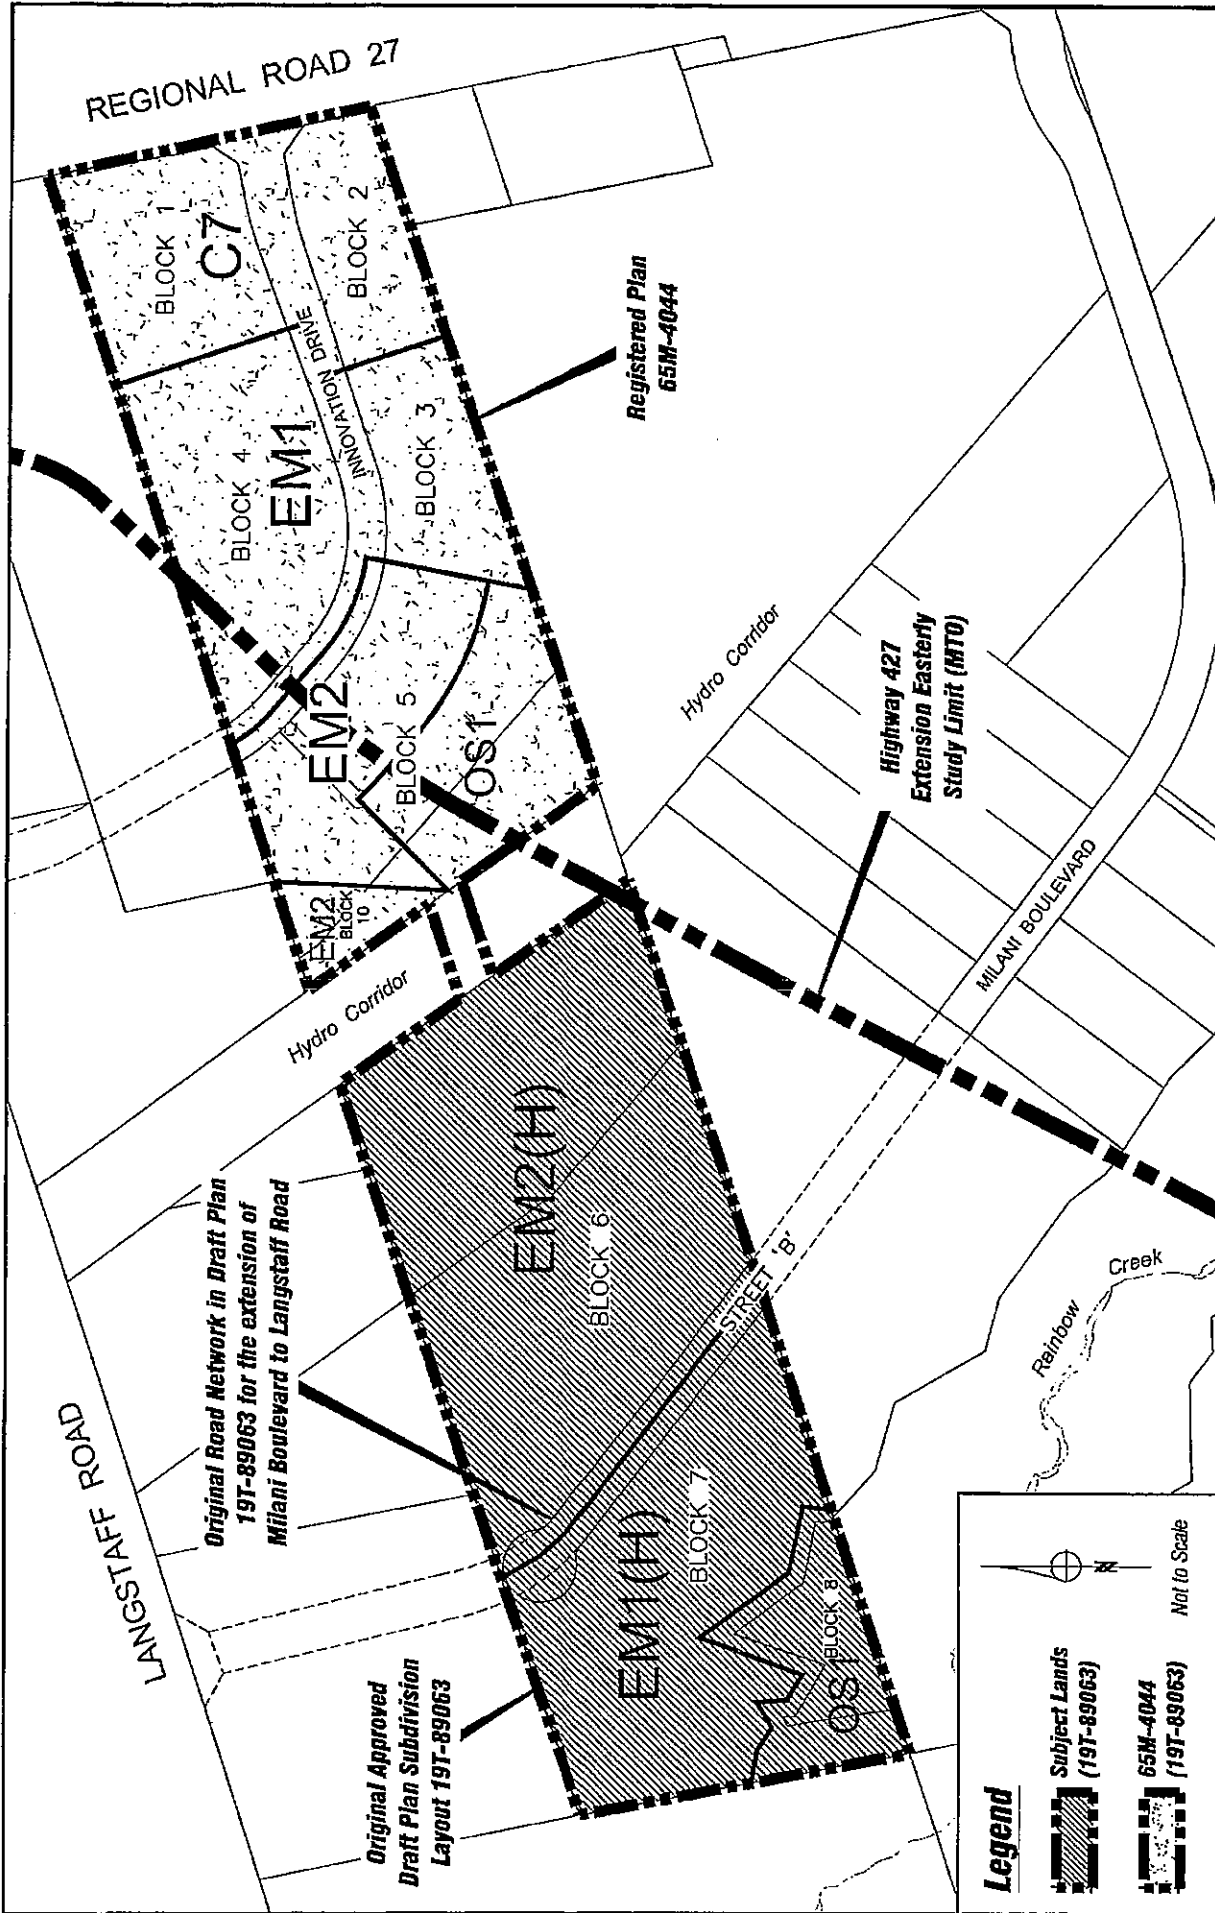 REGIONAL ROAD 27
LANGSTAFF ROAD
Original Approved
Draft Plan Subdivision
Layout 19T-89063
Original Road Network in Draft Plan
19T-89063 for the extension of
Milani Boulevard to Langstaff Road
Hydro Corridor
EM2
BLOCK
10
EM2
BLOCK 5
OS1
BLOCK 4
EM1
INNOVATION DRIVE
BLOCK 3
BLOCK 1
C7
BLOCK 2
Registered Plan
65M-4044
Hydro Corridor
Highway 427
Extension Easterly
Study Limit (MTO)
MILANI BOULEVARD
EM2(H)
BLOCK 6
STREET 'B'
EM1(H)
BLOCK 7
OS1
BLOCK 8
Rainbow
Creek
Legend
Subject Lands
(19T-89063)
65M-4044
(19T-89063)
N
Not to Scale